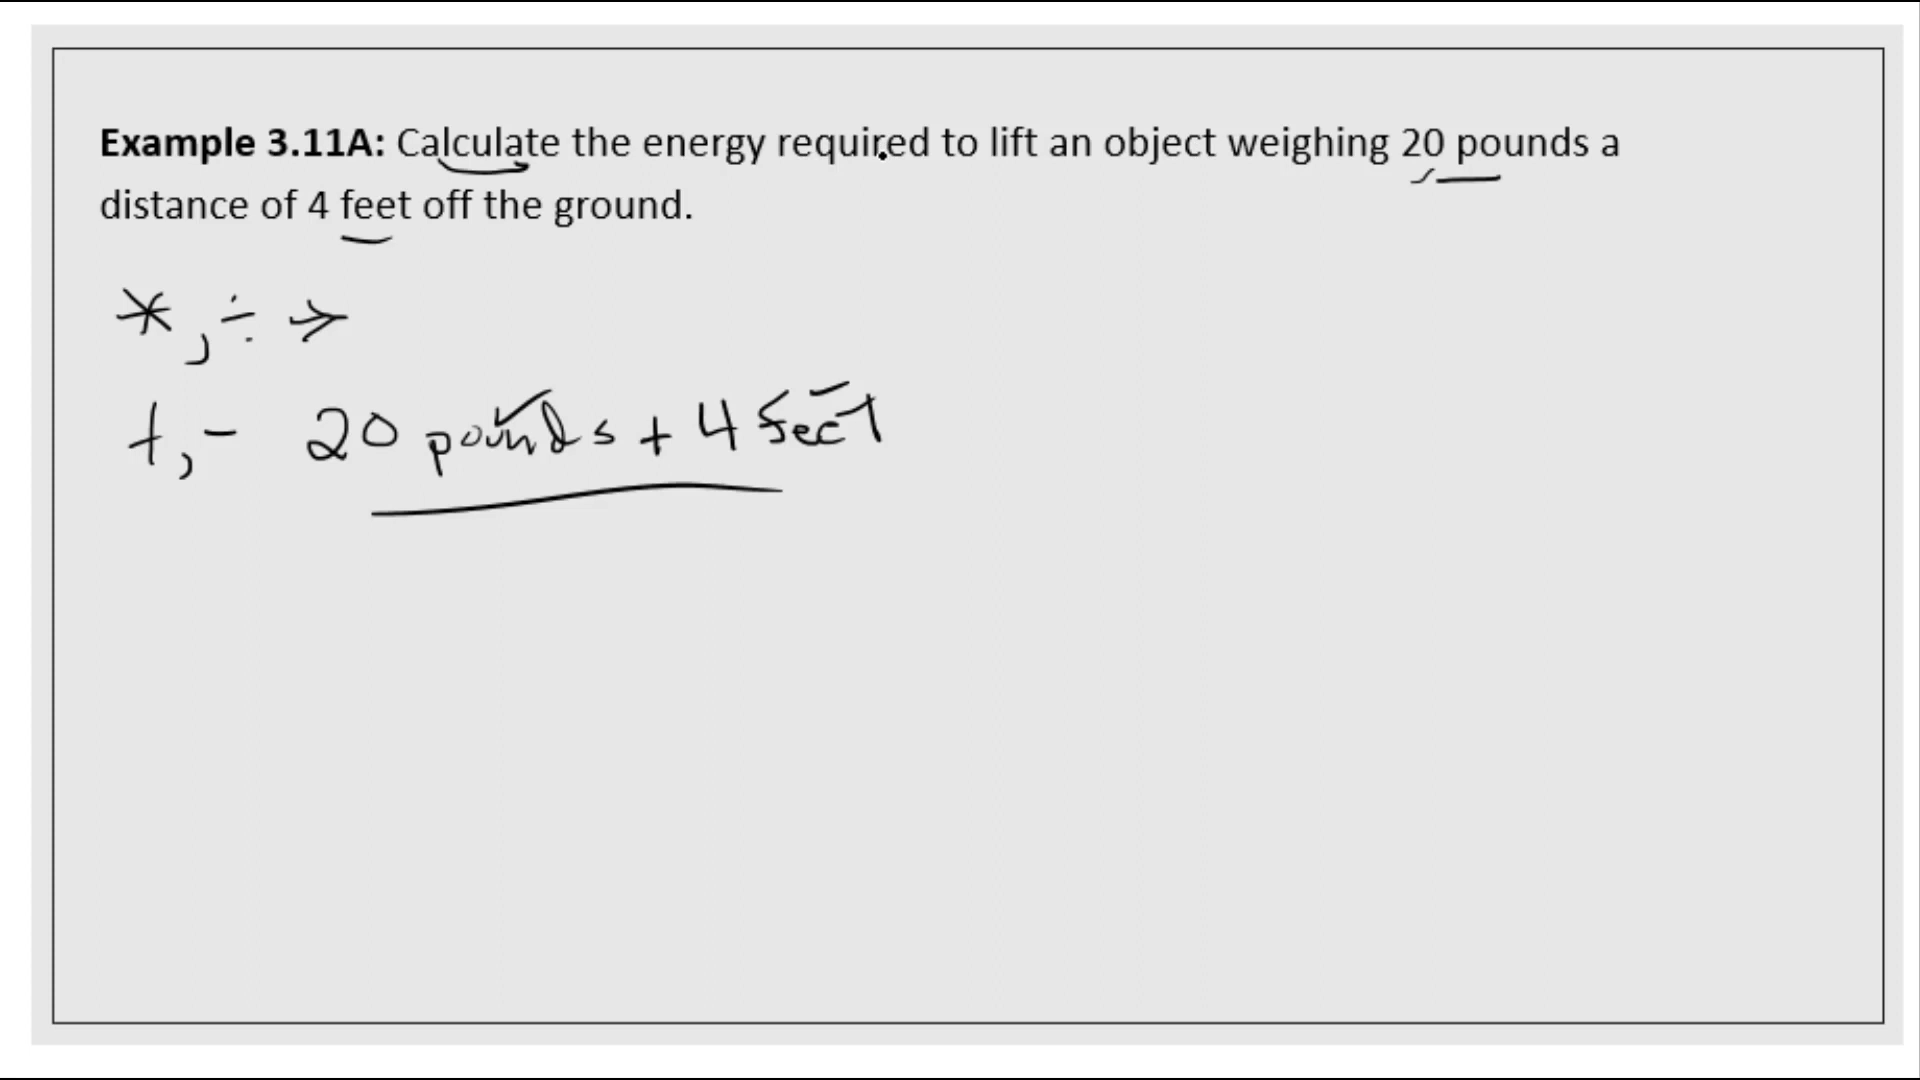 Example 3.11A: Calculate the energy required to lift an object weighing 20 pounds a
distance of 4 feet off the ground.
*, ÷ →
+, - 20 pounds + 4 feet